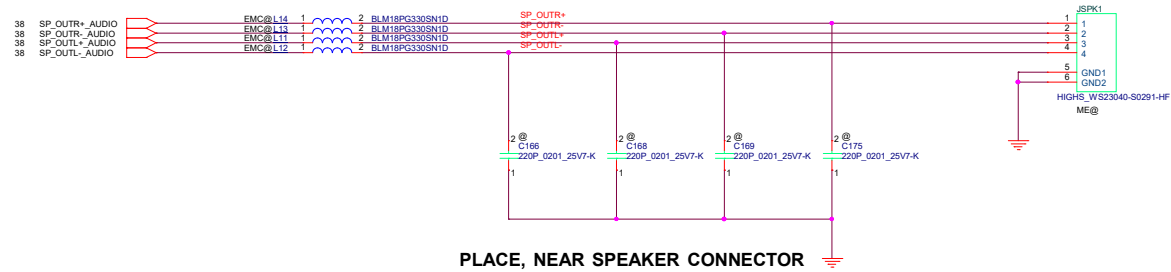 JSPK1
38 SP_OUTR+_AUDIO EMC@ L14 1 2 BLM18PG330SN1D SP_OUTR+ 1 1
38 SP_OUTR-_AUDIO EMC@ L13 1 2 BLM18PG330SN1D SP_OUTR- 2 2
38 SP_OUTL+_AUDIO EMC@ L11 1 2 BLM18PG330SN1D SP_OUTL+ 3 3
38 SP_OUTL-_AUDIO EMC@ L12 1 2 BLM18PG330SN1D SP_OUTL- 4 4
5 GND1
6 GND2
HIGHS_WS23040-S0291-HF
ME@
2 @ 2 @ 2 @ 2 @
C166 C168 C169 C175
220P_0201_25V7-K 220P_0201_25V7-K 220P_0201_25V7-K 220P_0201_25V7-K
1 1 1 1
PLACE, NEAR SPEAKER CONNECTOR